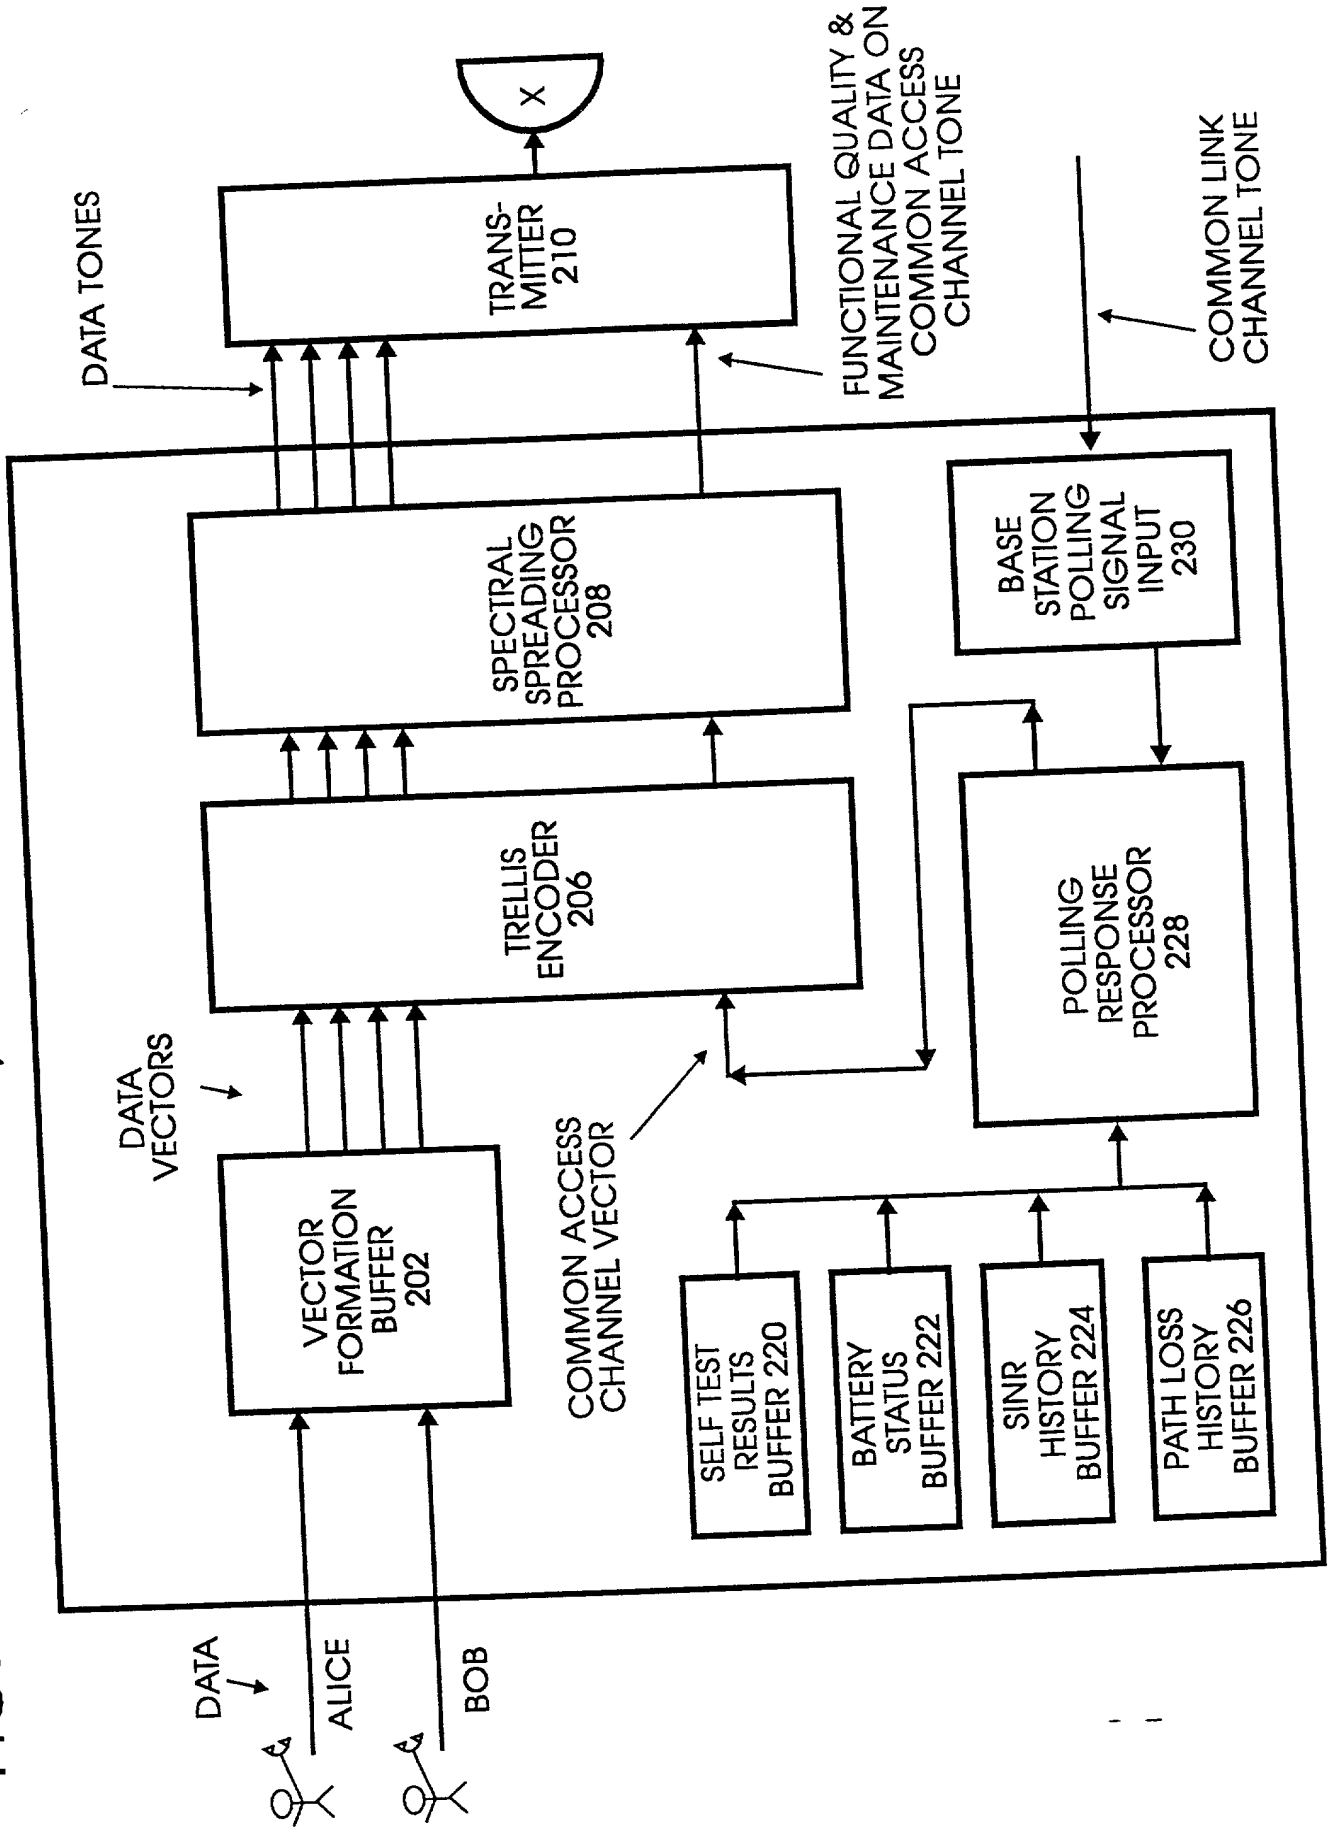 DATA
ALICE
BOB
VECTOR
FORMATION
BUFFER
202
DATA
VECTORS
TRELLIS
ENCODER
206
SPECTRAL
SPREADING
PROCESSOR
208
DATA TONES
TRANS-
MITTER
210
X
COMMON ACCESS
CHANNEL VECTOR
FUNCTIONAL QUALITY &
MAINTENANCE DATA ON
COMMON ACCESS
CHANNEL TONE
SELF TEST
RESULTS
BUFFER 220
BATTERY
STATUS
BUFFER 222
SINR
HISTORY
BUFFER 224
PATH LOSS
HISTORY
BUFFER 226
POLLING
RESPONSE
PROCESSOR
228
BASE
STATION
POLLING
SIGNAL
INPUT
230
COMMON LINK
CHANNEL TONE